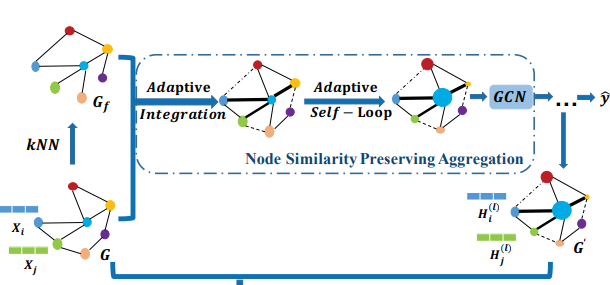 G_f
kNN
X_i
X_j
G
Adaptive
Integration
Adaptive
Self − Loop
GCN
...
ŷ
Node Similarity Preserving Aggregation
H_i^(l)
H_j^(l)
G'